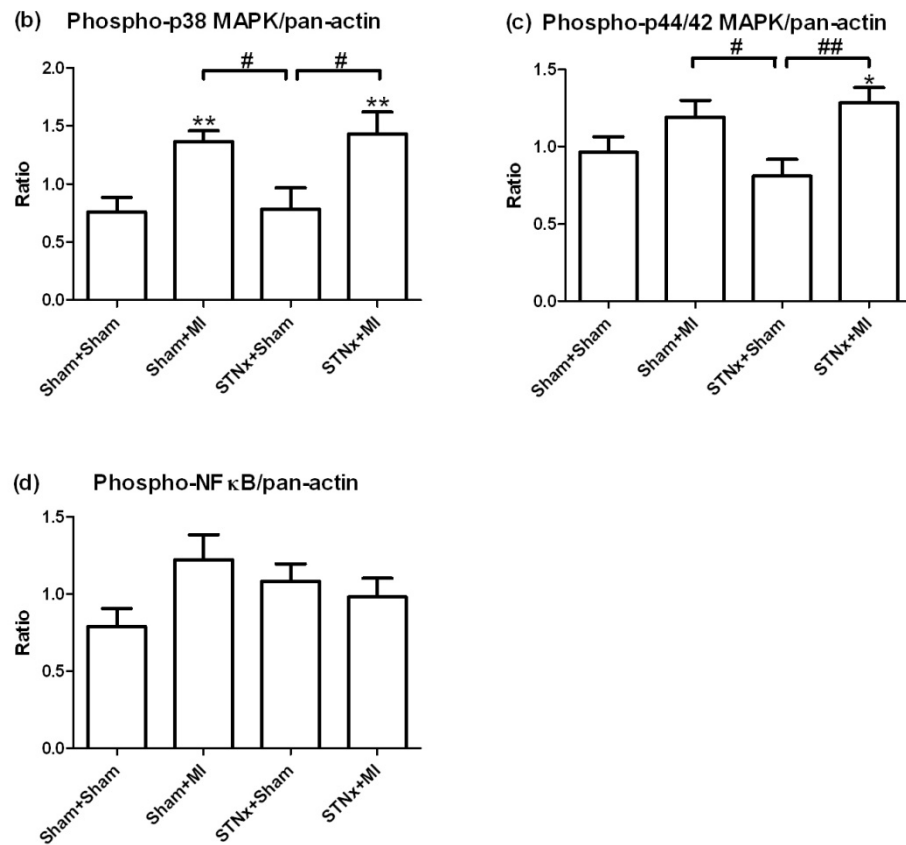 (b) Phospho-p38 MAPK/pan-actin
# #
2.0
** **
1.5
1.0
0.5
0.0
Ratio
Sham+Sham
Sham+MI
STNx+Sham
STNx+MI
(c) Phospho-p44/42 MAPK/pan-actin
# ##
1.5
*
1.0
0.5
0.0
Ratio
Sham+Sham
Sham+MI
STNx+Sham
STNx+MI
(d) Phospho-NFκB/pan-actin
1.5
1.0
0.5
0.0
Ratio
Sham+Sham
Sham+MI
STNx+Sham
STNx+MI